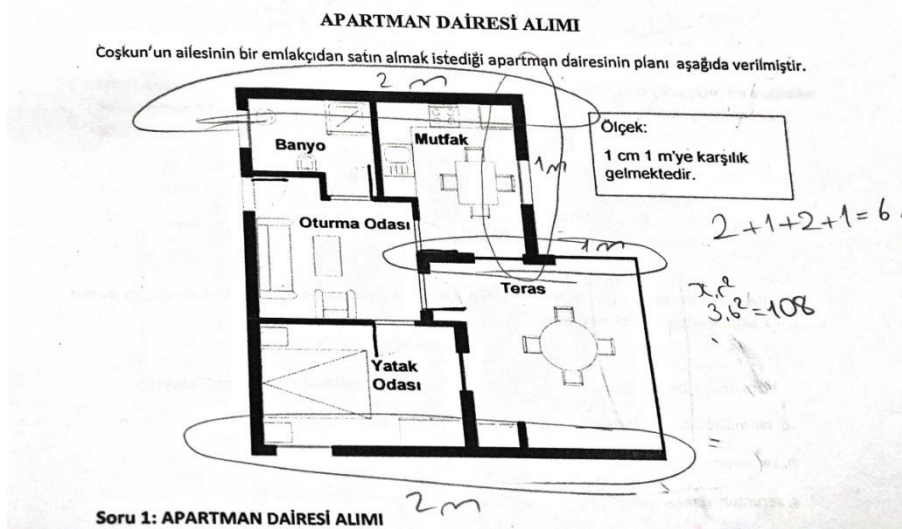 APARTMAN DAİRESİ ALIMI
Coşkun'un ailesinin bir emlakçıdan satın almak istediği apartman dairesinin planı aşağıda verilmiştir.
2 m
Ölçek:
1 cm 1 m'ye karşılık
gelmektedir.
Banyo
Mutfak
1m
2+1+2+1=6
Oturma Odası
1m
Teras
3,6²=108
Yatak
Odası
=
2m
Soru 1: APARTMAN DAİRESİ ALIMI